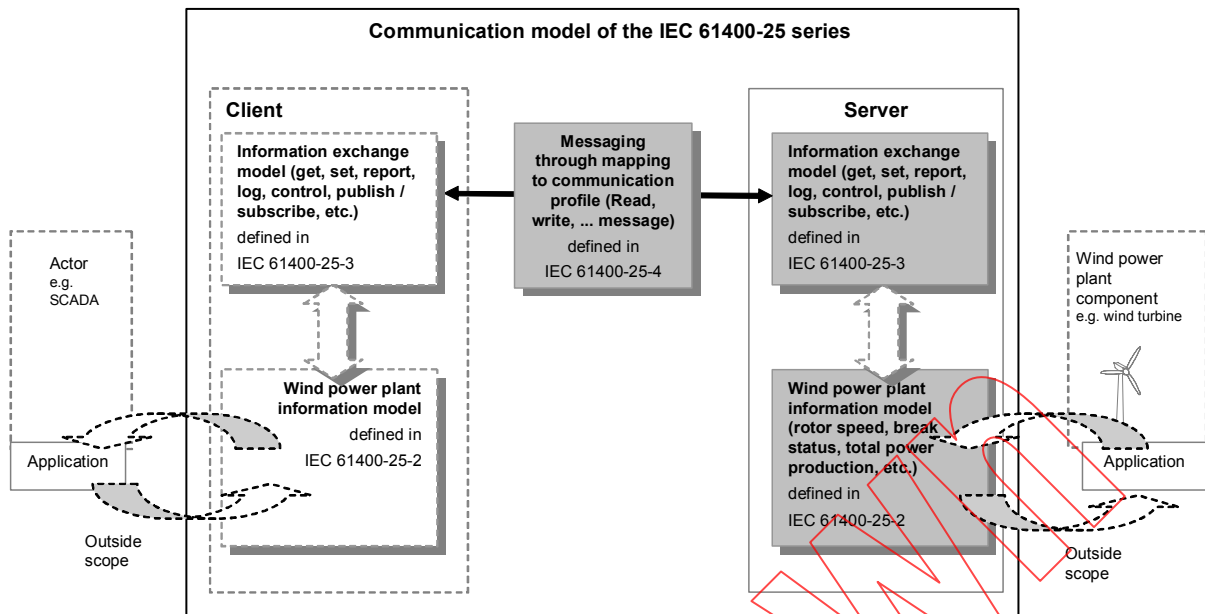 Communication model of the IEC 61400-25 series
Client
Information exchange
model (get, set, report,
log, control, publish /
subscribe, etc.)
defined in
IEC 61400-25-3
Messaging
through mapping
to communication
profile (Read,
write, ... message)
defined in
IEC 61400-25-4
Server
Information exchange
model (get, set, report,
log, control, publish /
subscribe, etc.)
defined in
IEC 61400-25-3
Actor
e.g.
SCADA
Application
Outside
scope
Wind power plant
information model
defined in
IEC 61400-25-2
Wind power plant
information model
(rotor speed, break
status, total power
production, etc.)
defined in
IEC 61400-25-2
Wind power
plant
component
e.g. wind turbine
Application
Outside
scope